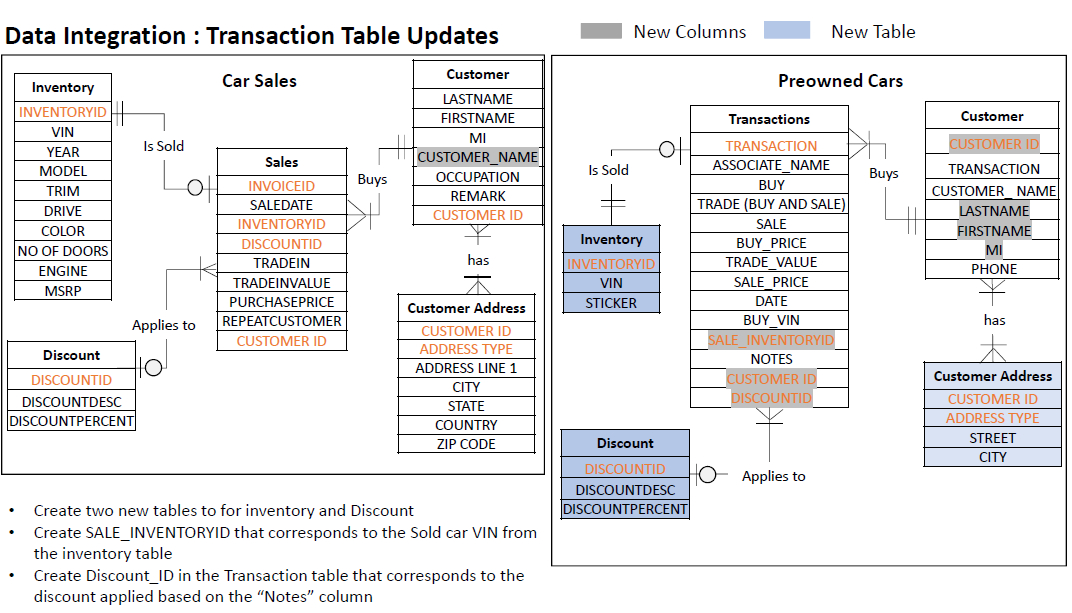 Data Integration : Transaction Table Updates
New Columns
New Table
Car Sales
Inventory
INVENTORYID
VIN
YEAR
MODEL
TRIM
DRIVE
COLOR
NO OF DOORS
ENGINE
MSRP
Is Sold
Sales
INVOICEID
SALEDATE
INVENTORYID
DISCOUNTID
TRADEIN
TRADEINVALUE
PURCHASEPRICE
REPEATCUSTOMER
CUSTOMER ID
Buys
Customer
LASTNAME
FIRSTNAME
MI
CUSTOMER_NAME
OCCUPATION
REMARK
CUSTOMER ID
has
Customer Address
CUSTOMER ID
ADDRESS TYPE
ADDRESS LINE 1
CITY
STATE
COUNTRY
ZIP CODE
Applies to
Discount
DISCOUNTID
DISCOUNTDESC
DISCOUNTPERCENT
Preowned Cars
Transactions
TRANSACTION
ASSOCIATE_NAME
BUY
TRADE (BUY AND SALE)
SALE
BUY_PRICE
TRADE_VALUE
SALE_PRICE
DATE
BUY_VIN
SALE_INVENTORYID
NOTES
CUSTOMER ID
DISCOUNTID
Is Sold
Inventory
INVENTORYID
VIN
STICKER
Buys
Customer
CUSTOMER ID
TRANSACTION
CUSTOMER_ NAME
LASTNAME
FIRSTNAME
MI
PHONE
has
Customer Address
CUSTOMER ID
ADDRESS TYPE
STREET
CITY
Discount
DISCOUNTID
DISCOUNTDESC
DISCOUNTPERCENT
Applies to
• Create two new tables to for inventory and Discount
• Create SALE_INVENTORYID that corresponds to the Sold car VIN from
the inventory table
• Create Discount_ID in the Transaction table that corresponds to the
discount applied based on the “Notes” column